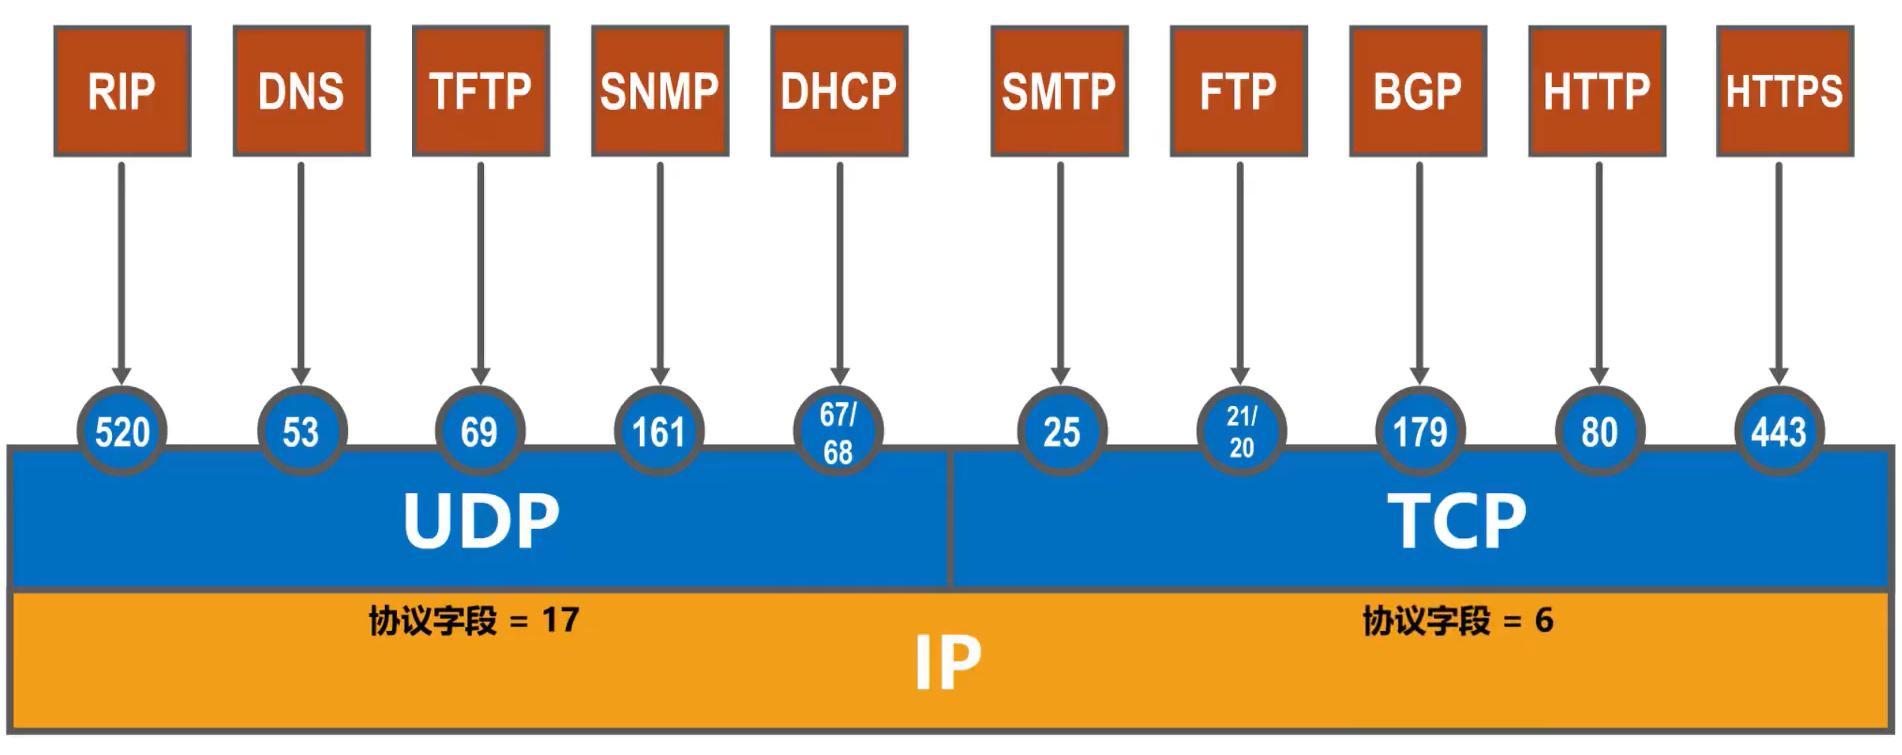 RIP DNS TFTP SNMP DHCP SMTP FTP BGP HTTP HTTPS
520 53 69 161 67/ 25 21/ 179 80 443
68 20
UDP TCP
协议字段 = 17 协议字段 = 6
IP